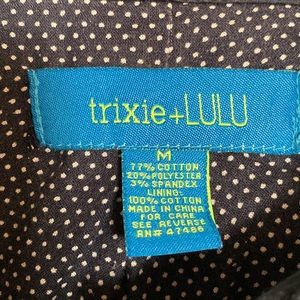 trixie+LULU
M
77% COTTON
20% POLYESTER
3% SPANDEX
LINING:
100% COTTON
MADE IN CHINA
FOR CARE
SEE REVERSE
RN# 47486